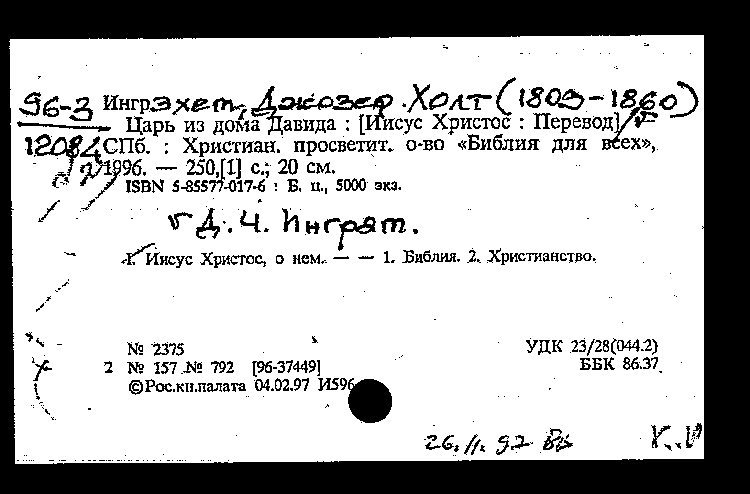 96-3 Ингрэхет, Джозеф Холт (1809-1860)
Царь из дома Давида : [Иисус Христос : Перевод] / 
12084 СПб. : Христиан. просветит. о-во «Библия для всех»,
1996. — 250,[1] с.; 20 см.
ISBN 5-85577-017-6 : Б. ц., 5000 экз.
Д. Ч. Инграт.
I. Иисус Христос, о нем. — — 1. Библия. 2. Христианство.
№ 2375 УДК 23/28(044.2)
2 № 157 № 792 [96-37449] ББК 86.37
©Рос.кн.палата 04.02.97 И596
26.11.97